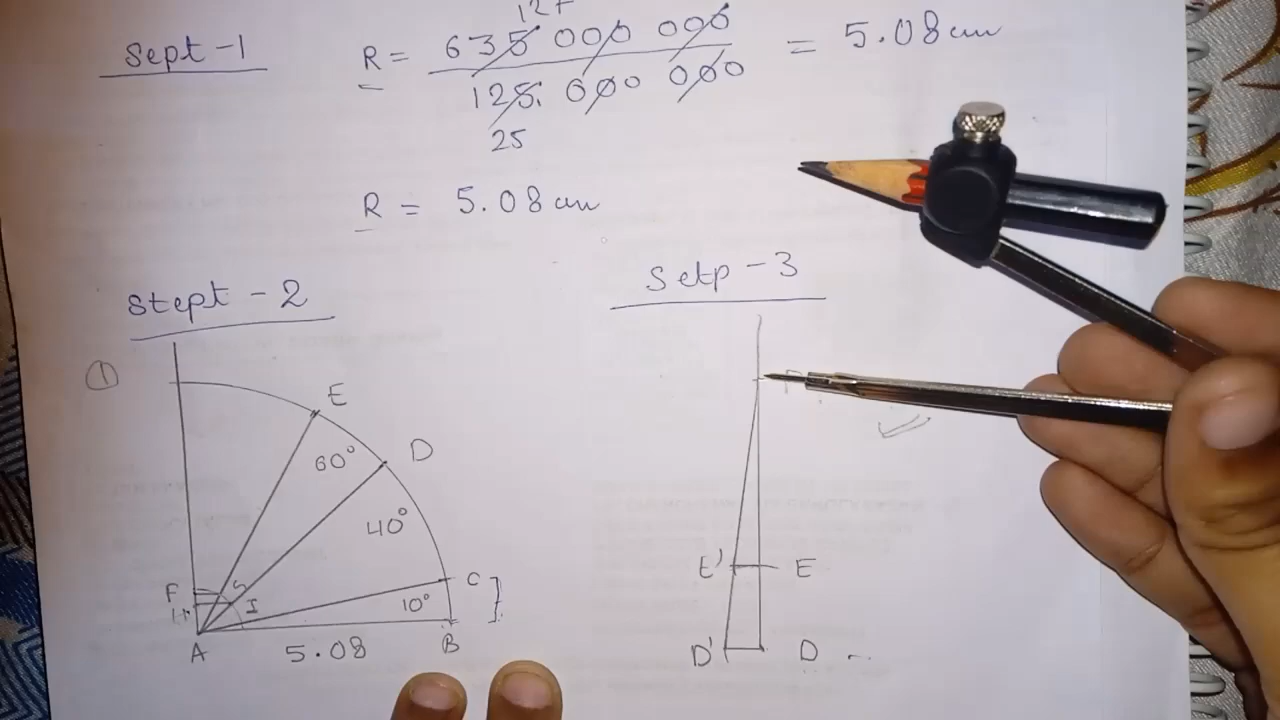 Sept-1
127
R = 635 000 000 / 125. 000 000 = 5.08 cm
25
R = 5.08 cm
Stept - 2
Setp - 3
1
E
60°
D
40°
C
10°
F
S
I
A
5.08
B
E' E
D' D